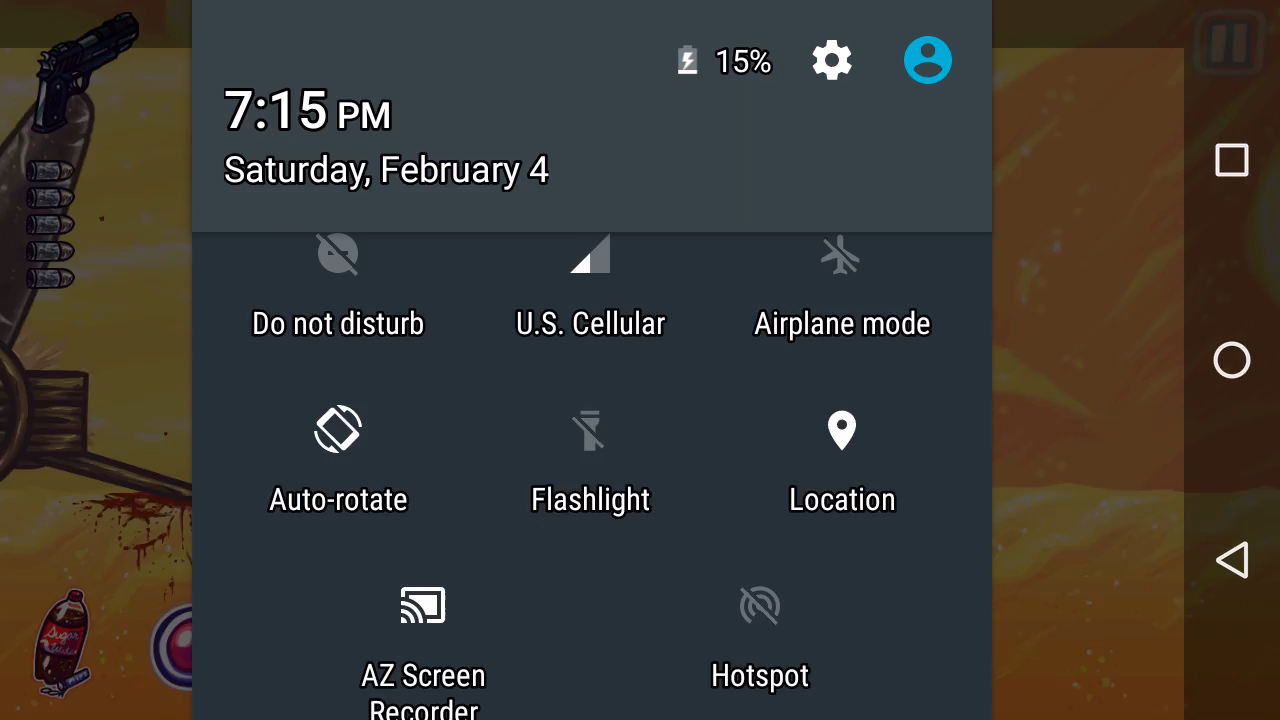 15%
7:15 PM
Saturday, February 4
Do not disturb
U.S. Cellular
Airplane mode
Auto-rotate
Flashlight
Location
AZ Screen
Recorder
Hotspot
Sugar